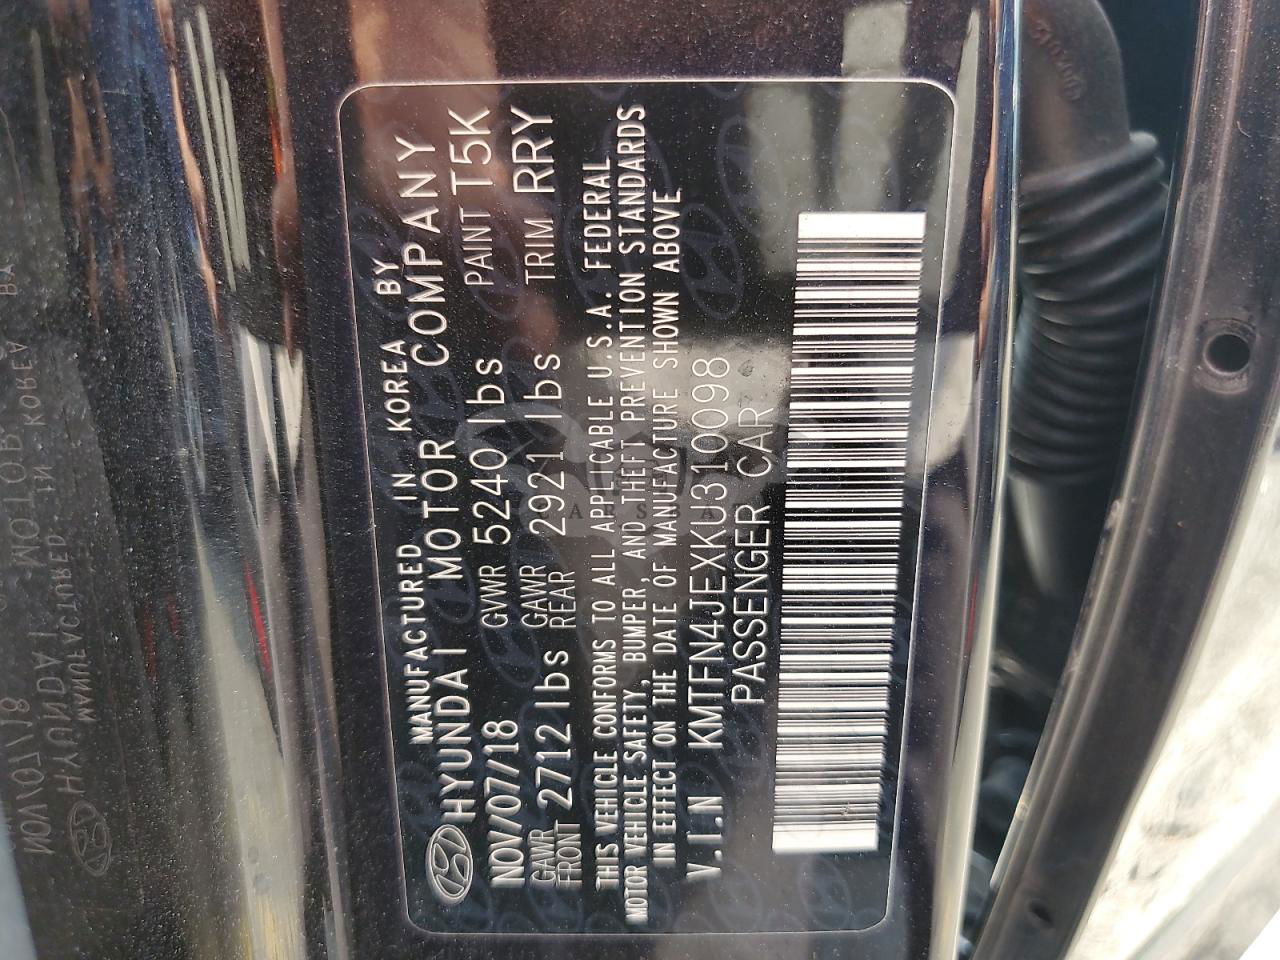 MANUFACTURED IN KOREA BY
HYUNDAI MOTOR COMPANY
NOV/07/18 GVWR 5240 lbs PAINT T5K
GAWR FRONT 2712 lbs GAWR REAR 2921 lbs TRIM RRY
THIS VEHICLE CONFORMS TO ALL APPLICABLE U.S.A. FEDERAL
MOTOR VEHICLE SAFETY, BUMPER, AND THEFT PREVENTION STANDARDS
IN EFFECT ON THE DATE OF MANUFACTURE SHOWN ABOVE
V.I.N KMTFN4JEXKU310098
PASSENGER CAR